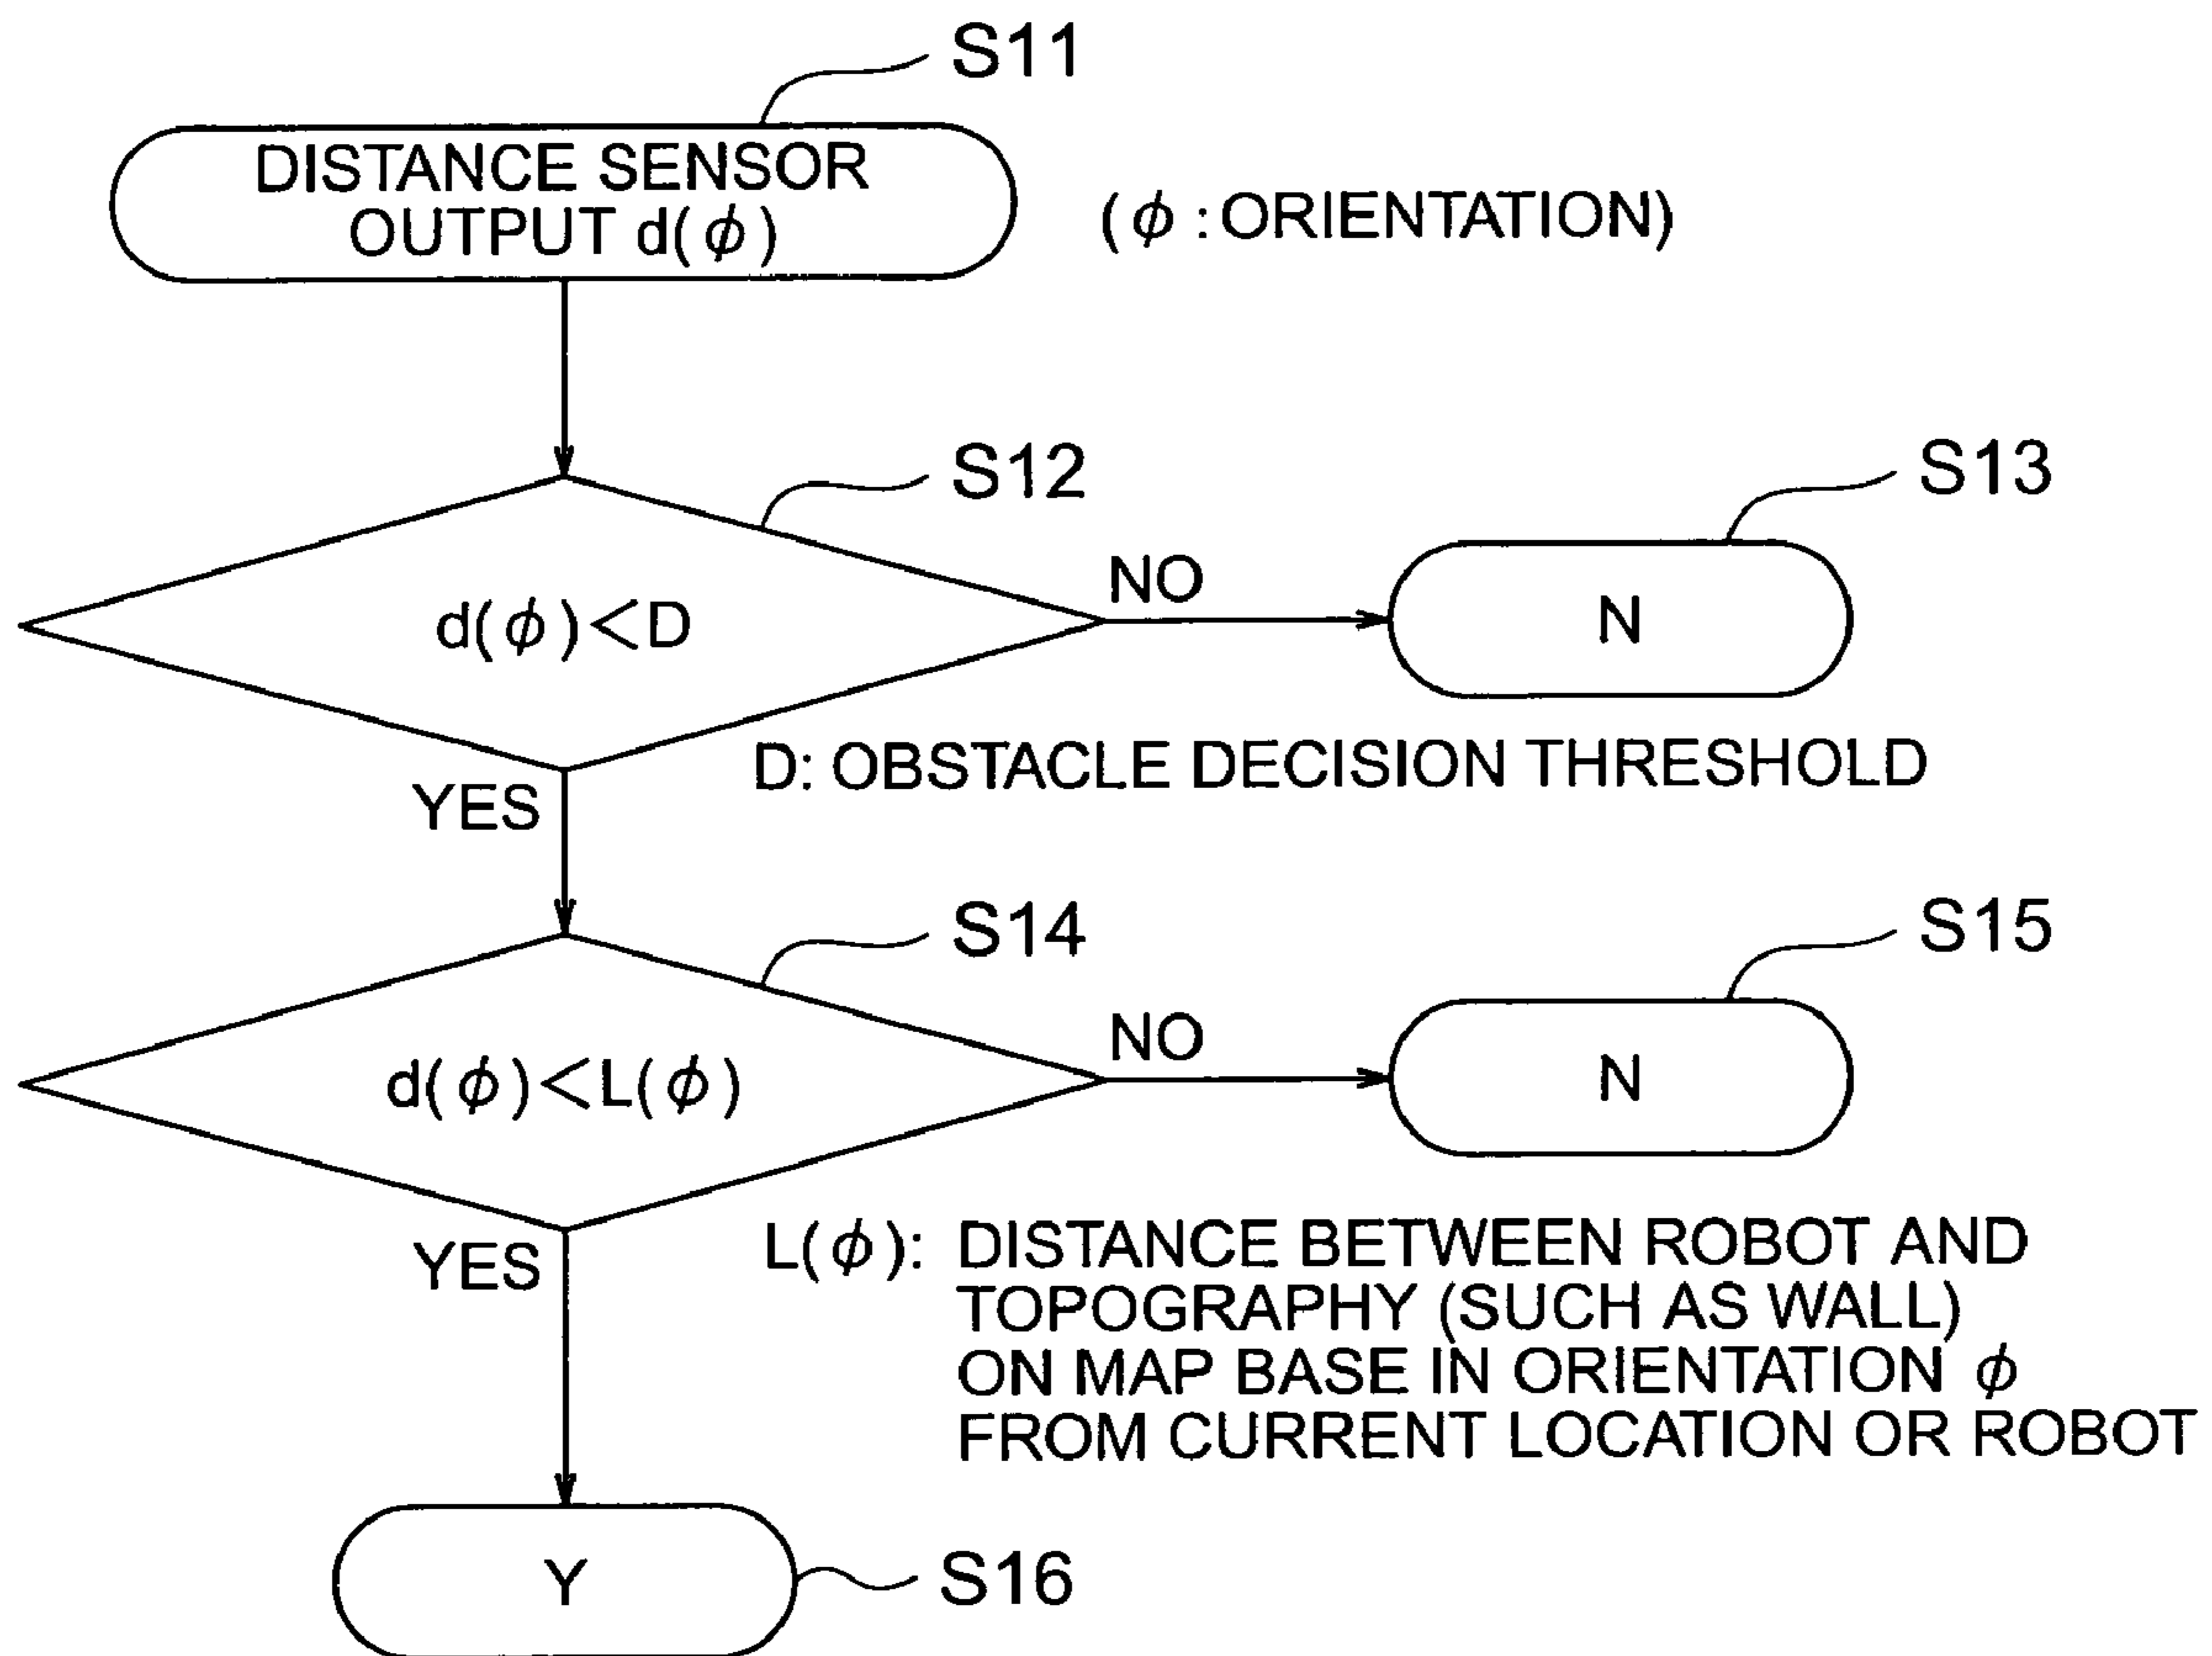 S11
DISTANCE SENSOR
OUTPUT d(ϕ)
(ϕ : ORIENTATION)
S12
d(ϕ)<D
NO
S13
N
D: OBSTACLE DECISION THRESHOLD
YES
S14
d(ϕ)<L(ϕ)
NO
S15
N
YES
L(ϕ): DISTANCE BETWEEN ROBOT AND
TOPOGRAPHY (SUCH AS WALL)
ON MAP BASE IN ORIENTATION ϕ
FROM CURRENT LOCATION OR ROBOT
Y
S16